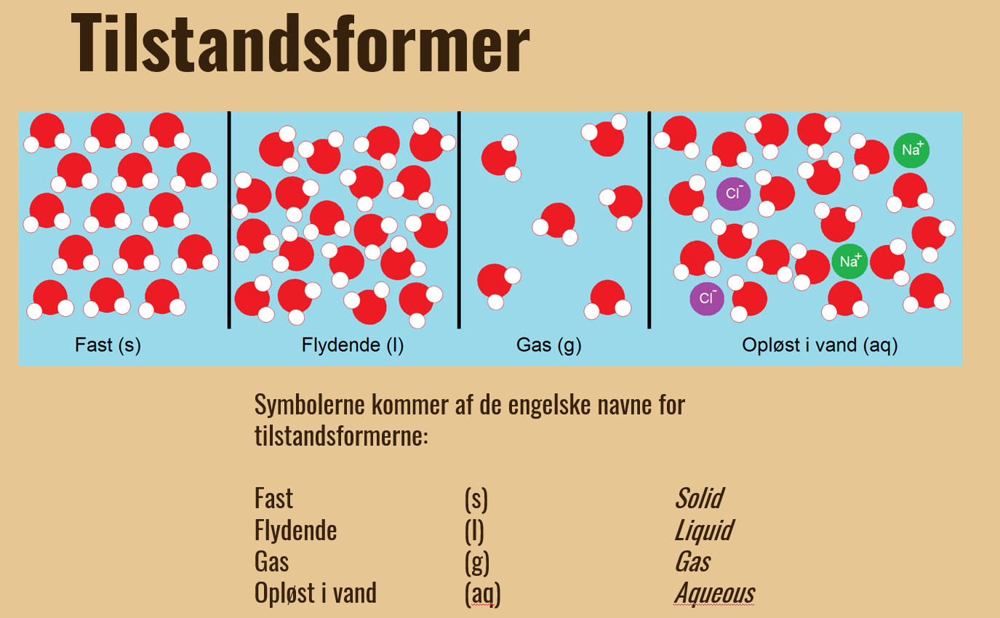 Tilstandsformer
Na+
Cl-
Na+
Cl-
Fast (s)
Flydende (l)
Gas (g)
Opløst i vand (aq)
Symbolerne kommer af de engelske navne for
tilstandsformerne:
Fast (s) Solid
Flydende (l) Liquid
Gas (g) Gas
Opløst i vand (aq) Aqueous